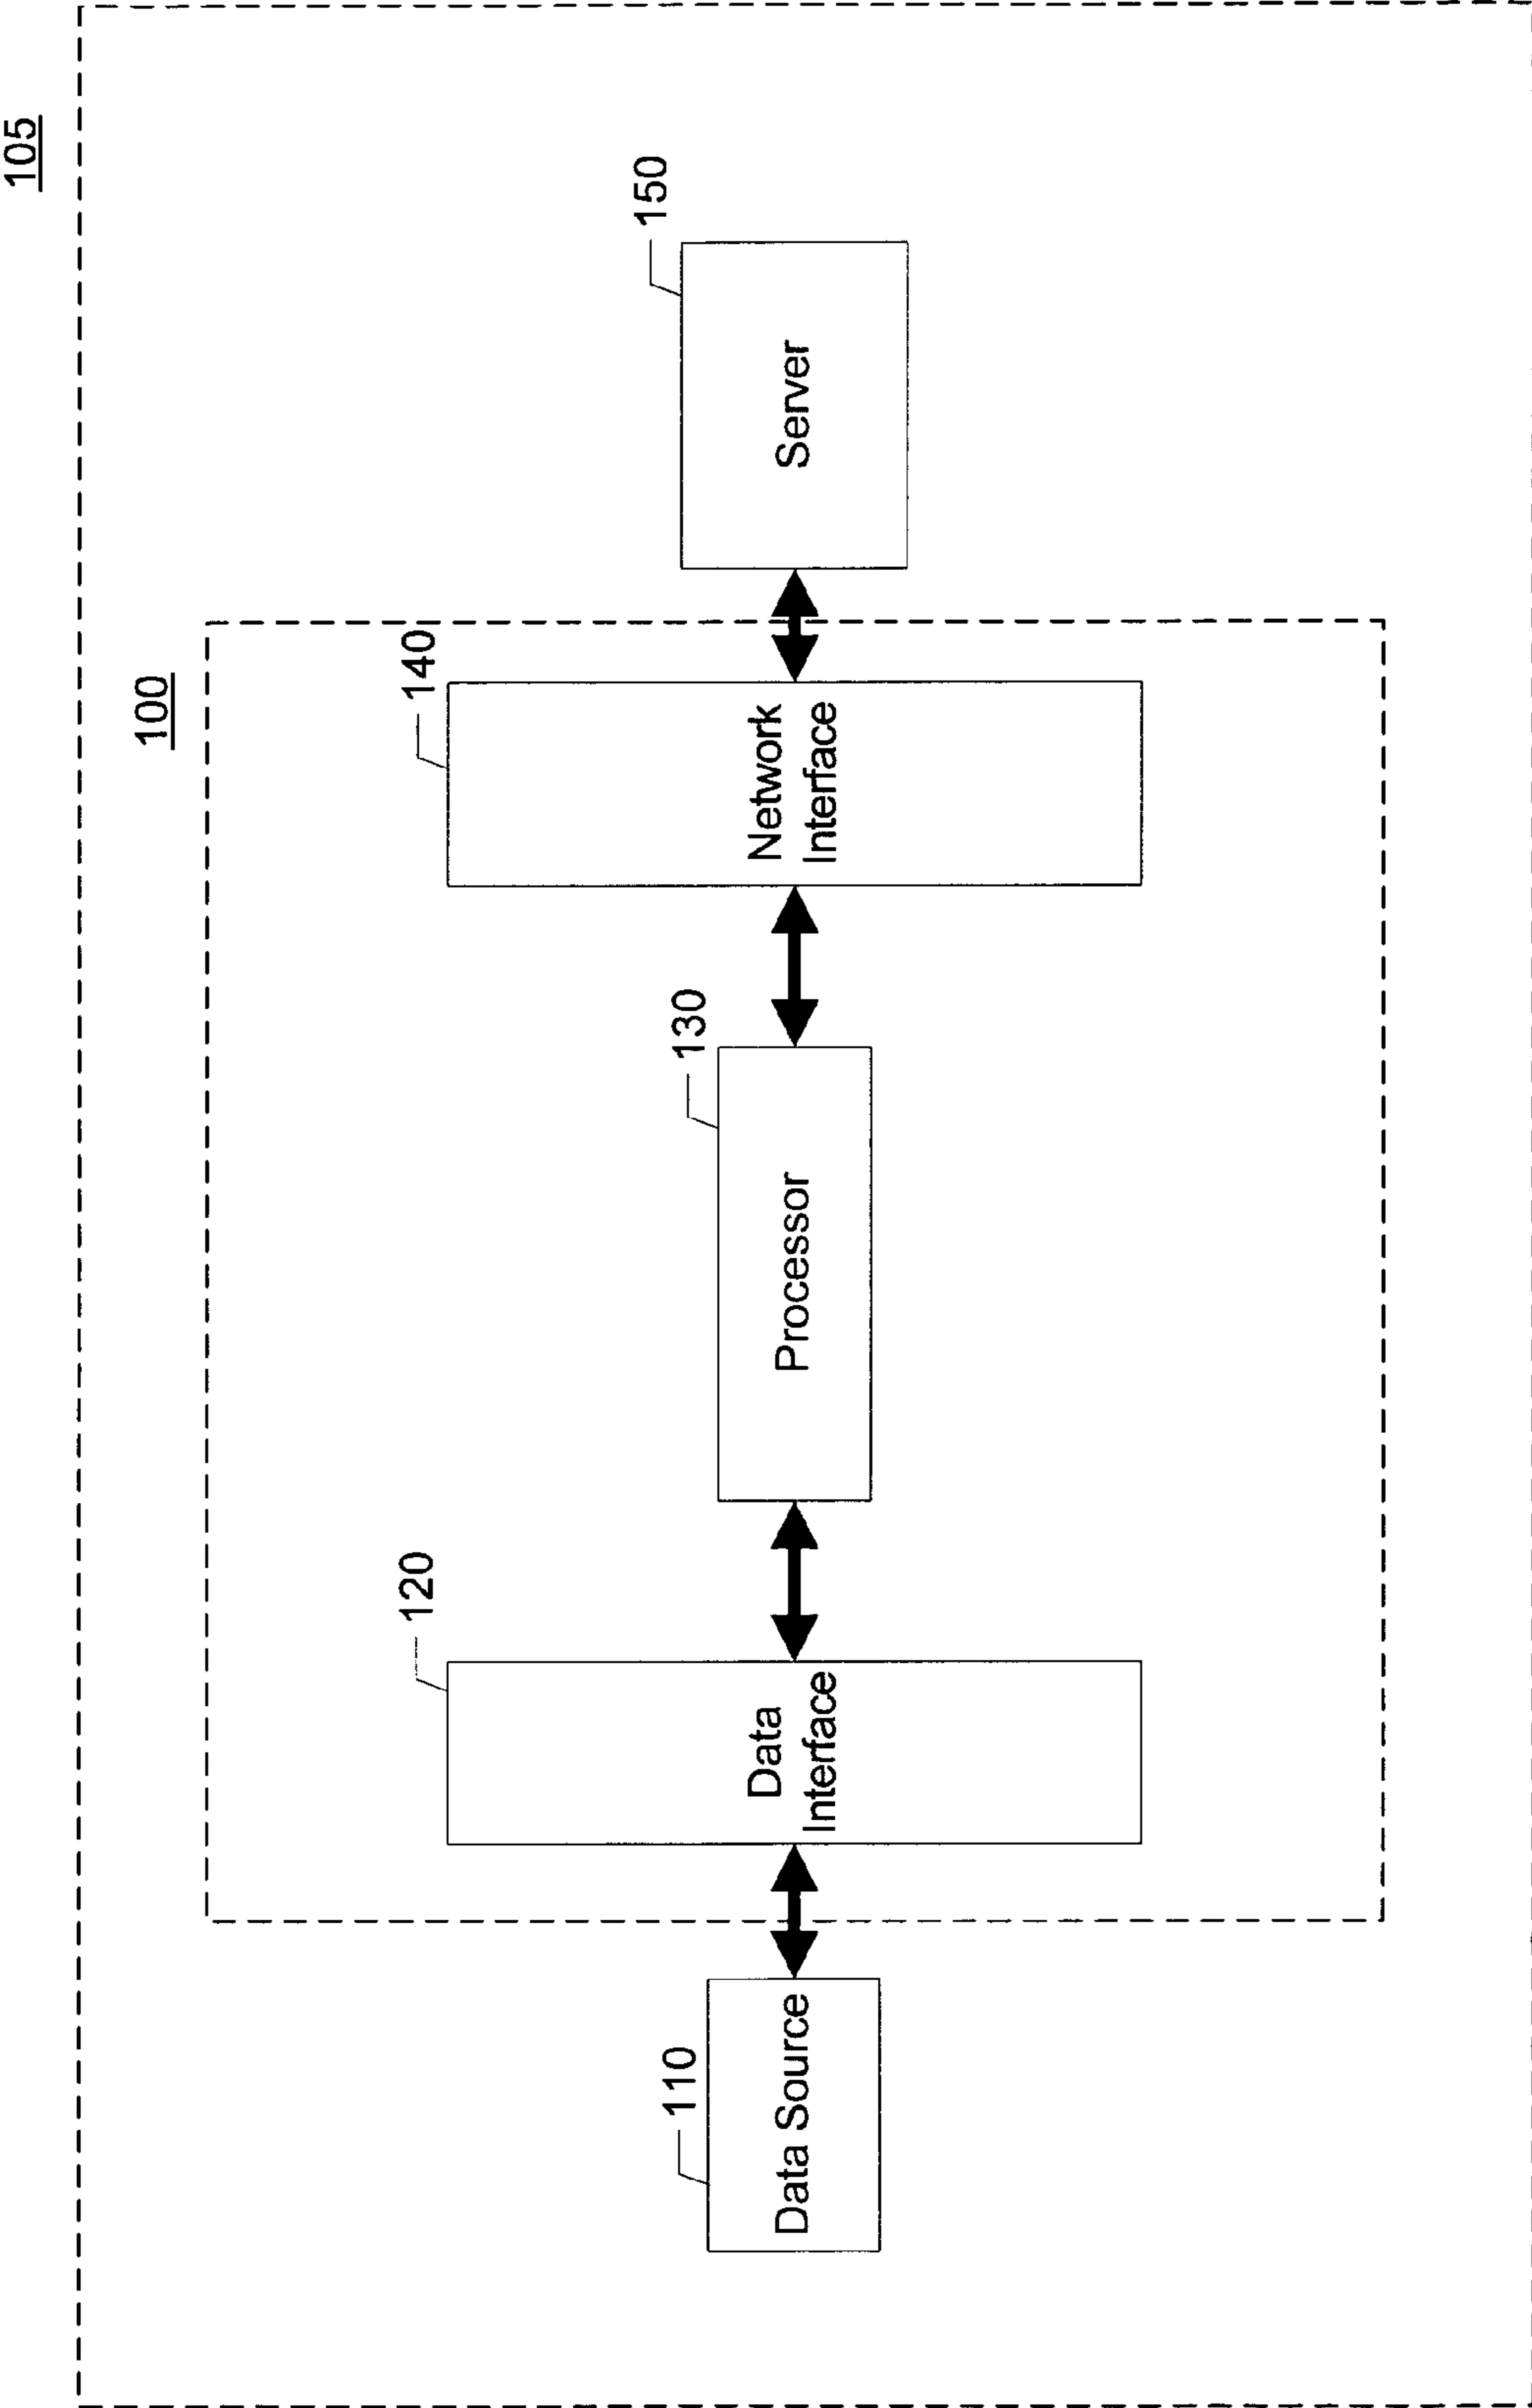 105
100
110
Data Source
120
Data
Interface
130
Processor
140
Network
Interface
150
Server